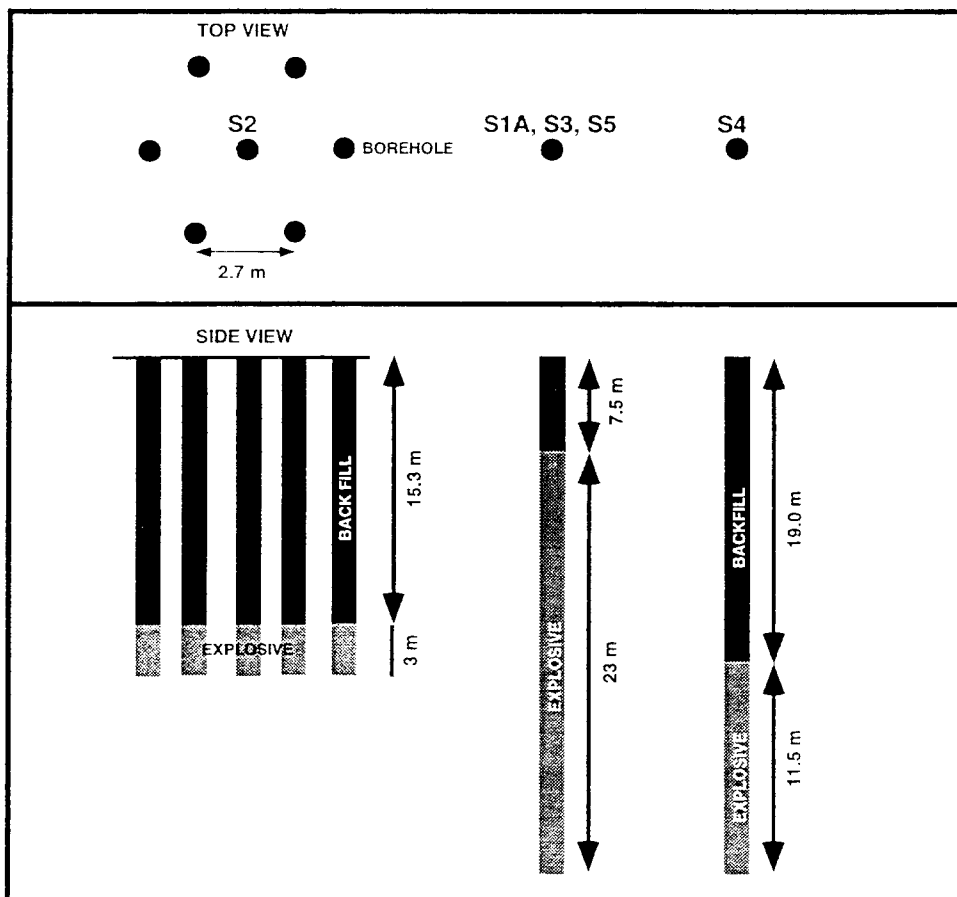 TOP VIEW
S2
S1A, S3, S5
S4
BOREHOLE
2.7 m
SIDE VIEW
BACK FILL
15.3 m
EXPLOSIVE
3 m
7.5 m
EXPLOSIVE
23 m
BACKFILL
19.0 m
EXPLOSIVE
11.5 m